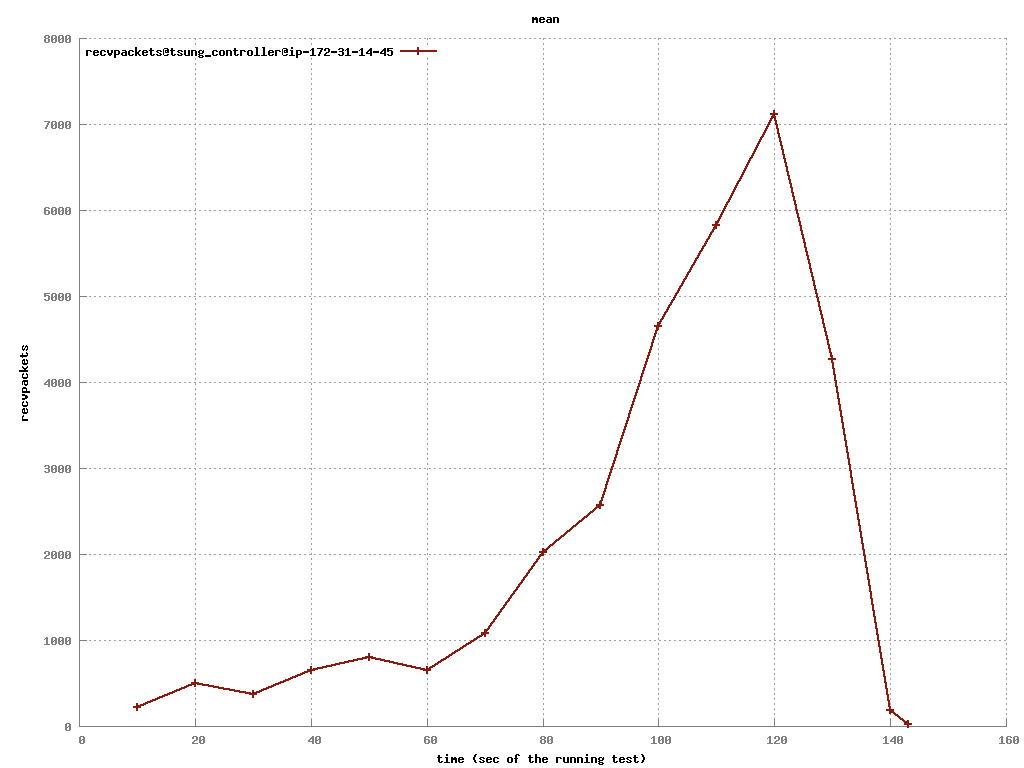 mean
8000
recvpackets@tsung_controller@ip-172-31-14-45
7000
6000
5000
4000
3000
2000
1000
0
recvpackets
0 20 40 60 80 100 120 140 160
time (sec of the running test)